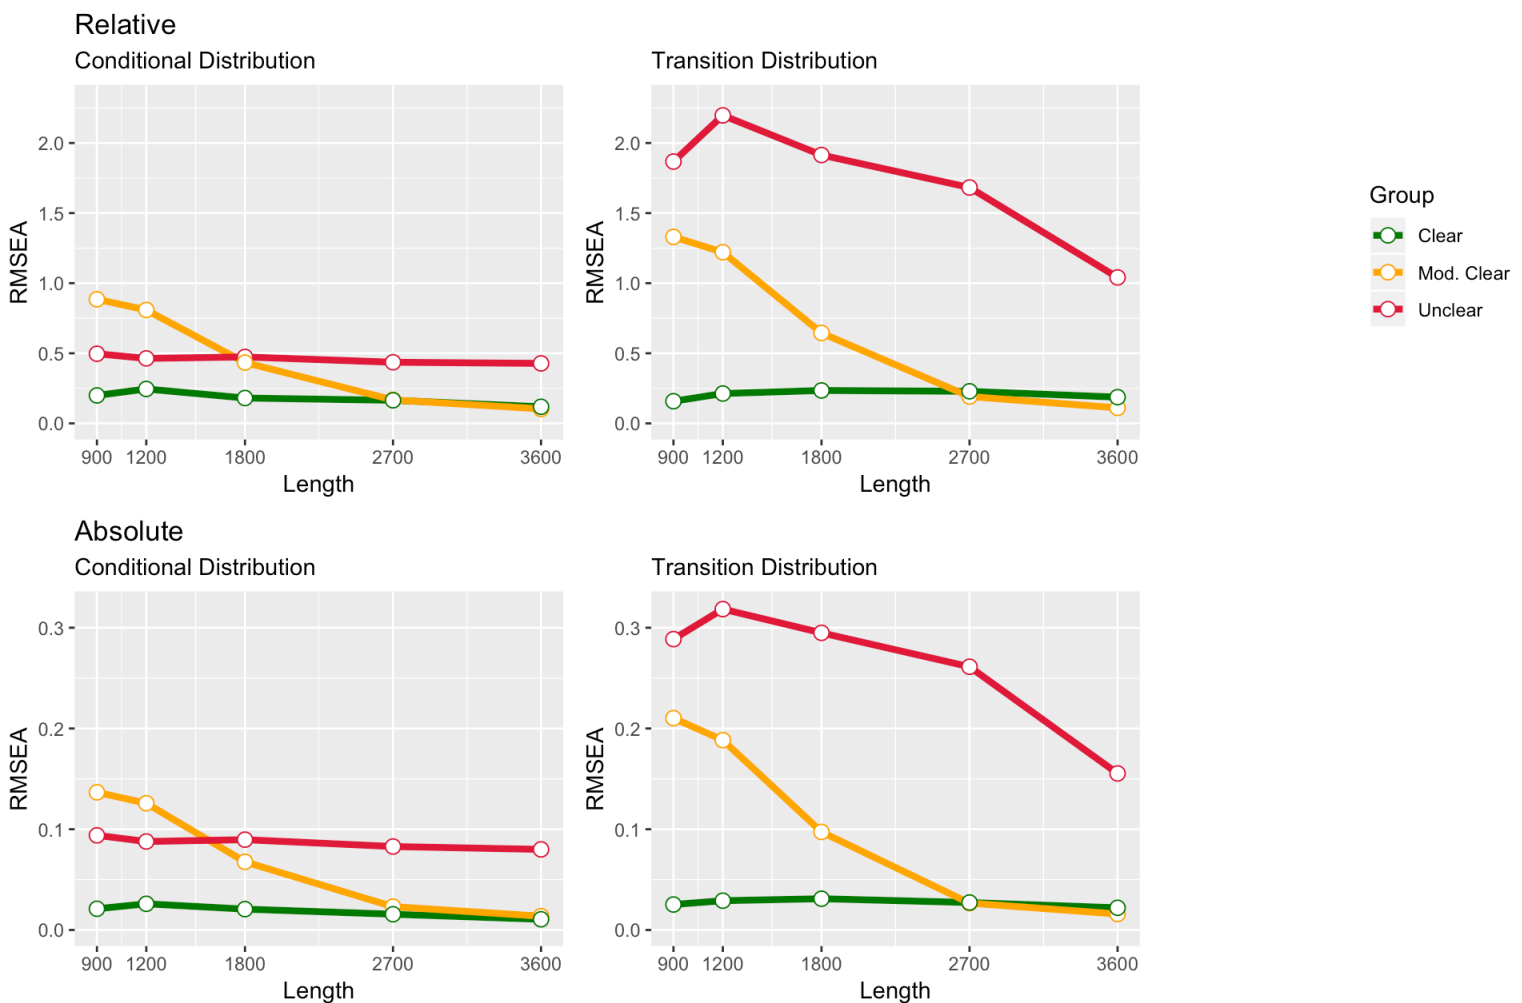 Relative
Conditional Distribution
Transition Distribution
RMSEA
2.0
1.5
1.0
0.5
0.0
900 1200 1800 2700 3600
Length
RMSEA
2.0
1.5
1.0
0.5
0.0
900 1200 1800 2700 3600
Length
Group
Clear
Mod. Clear
Unclear
Absolute
Conditional Distribution
Transition Distribution
RMSEA
0.3
0.2
0.1
0.0
900 1200 1800 2700 3600
Length
RMSEA
0.3
0.2
0.1
0.0
900 1200 1800 2700 3600
Length